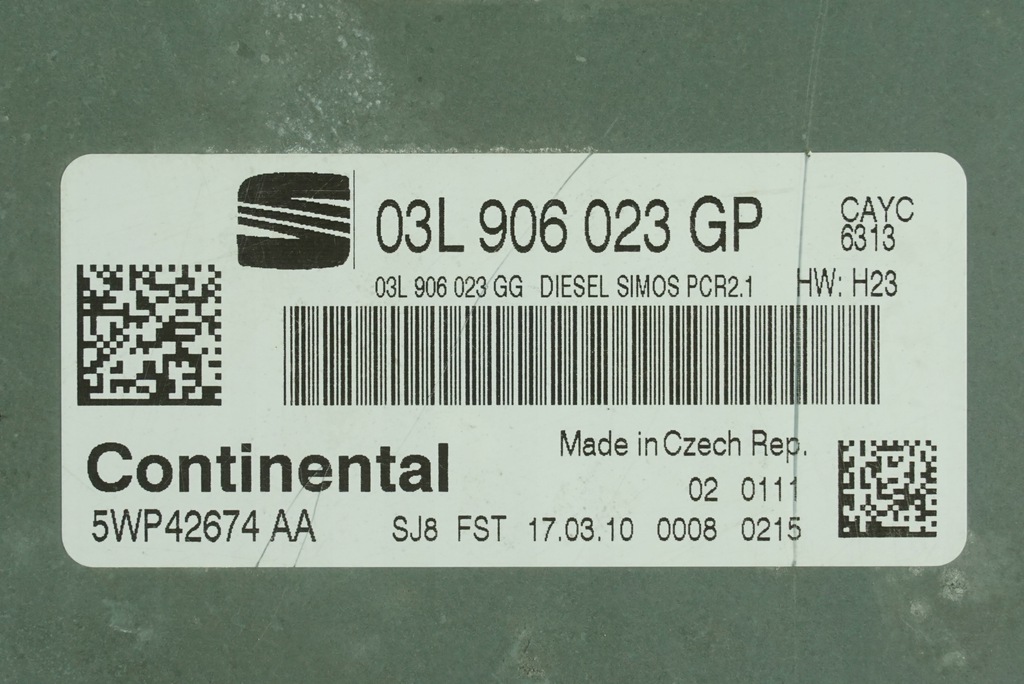 03L 906 023 GP
CAYC
6313
03L 906 023 GG DIESEL SIMOS PCR2.1 HW: H23
Continental
Made in Czech Rep.
02 0111
5WP42674 AA
SJ8 FST 17.03.10 0008 0215